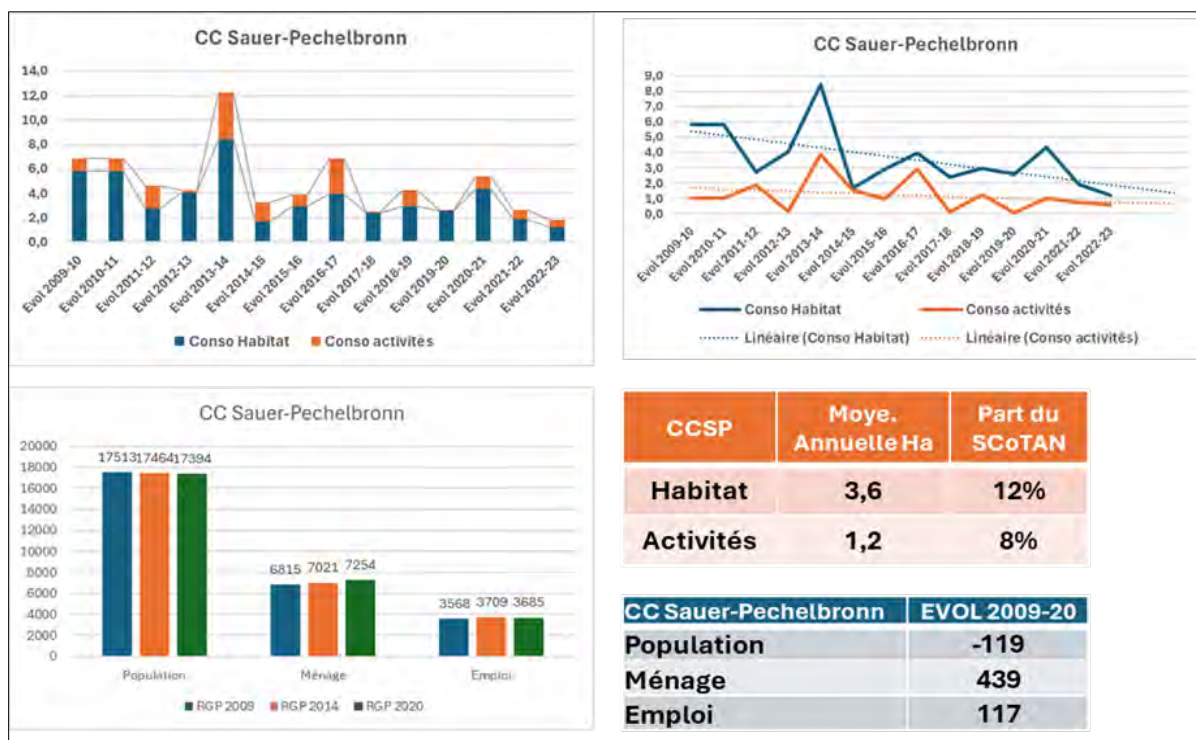 CC Sauer-Pechelbronn
14,0
12,0
10,0
8,0
6,0
4,0
2,0
0,0
Evol 2009-10
Evol 2010-11
Evol 2011-12
Evol 2012-13
Evol 2013-14
Evol 2014-15
Evol 2015-16
Evol 2016-17
Evol 2017-18
Evol 2018-19
Evol 2019-20
Evol 2020-21
Evol 2021-22
Evol 2022-23
Conso Habitat Conso activités
CC Sauer-Pechelbronn
9,0
8,0
7,0
6,0
5,0
4,0
3,0
2,0
1,0
0,0
Evol 2009-10
Evol 2010-11
Evol 2011-12
Evol 2012-13
Evol 2013-14
Evol 2014-15
Evol 2015-16
Evol 2016-17
Evol 2017-18
Evol 2018-19
Evol 2019-20
Evol 2020-21
Evol 2021-22
Evol 2022-23
Conso Habitat Conso activités
Linéaire (Conso Habitat) Linéaire (Conso activités)
CC Sauer-Pechelbronn
20000
18000
16000
14000
12000
10000
8000
6000
4000
2000
0
17513 17464 17394
6815 7021 7254
3568 3709 3685
Population Ménage Emploi
RGP 2009 RGP 2014 RGP 2020
CCSP Moye. Annuelle Ha Part du SCoTAN
Habitat 3,6 12%
Activités 1,2 8%
CC Sauer-Pechelbronn EVOL 2009-20
Population -119
Ménage 439
Emploi 117